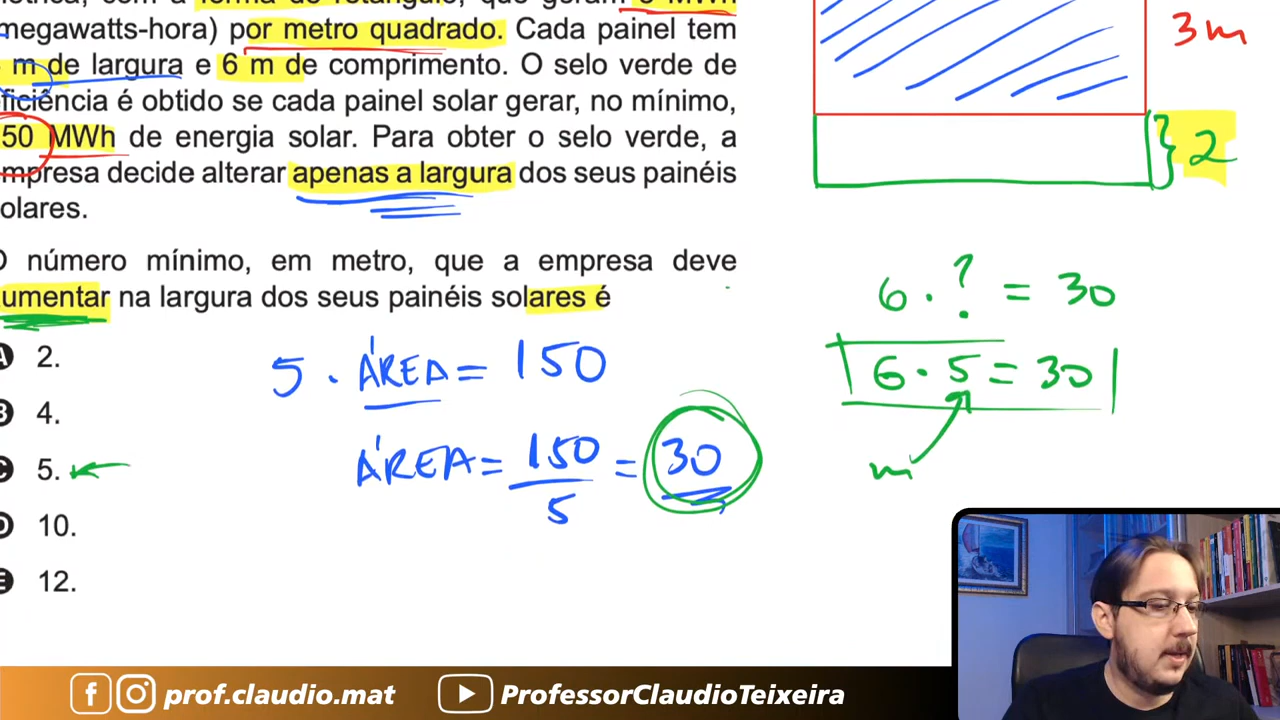 megawatts-hora) por metro quadrado. Cada painel tem
m de largura e 6 m de comprimento. O selo verde de
ficiência é obtido se cada painel solar gerar, no mínimo,
50 MWh de energia solar. Para obter o selo verde, a
mpresa decide alterar apenas a largura dos seus painéis
olares.
O número mínimo, em metro, que a empresa deve
umentar na largura dos seus painéis solares é
A 2.
B 4.
C 5.
D 10.
E 12.
5 . ÁREA = 150
ÁREA = 150/5 = 30
3m
2
6 . ? = 30
6 . 5 = 30
m
prof.claudio.mat
ProfessorClaudioTeixeira